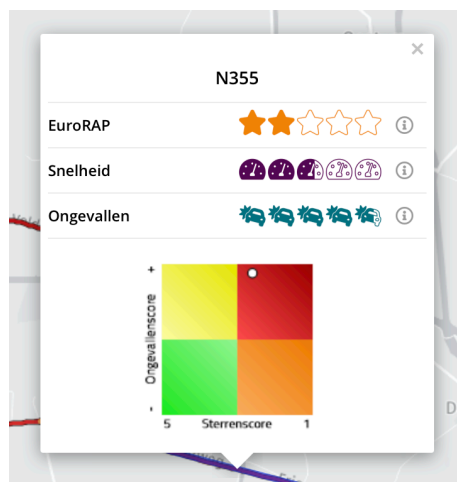 N355
EuroRAP
Snelheid
Ongevallen
+
Ongevallenscore
-
5 Sterrenscore 1
D